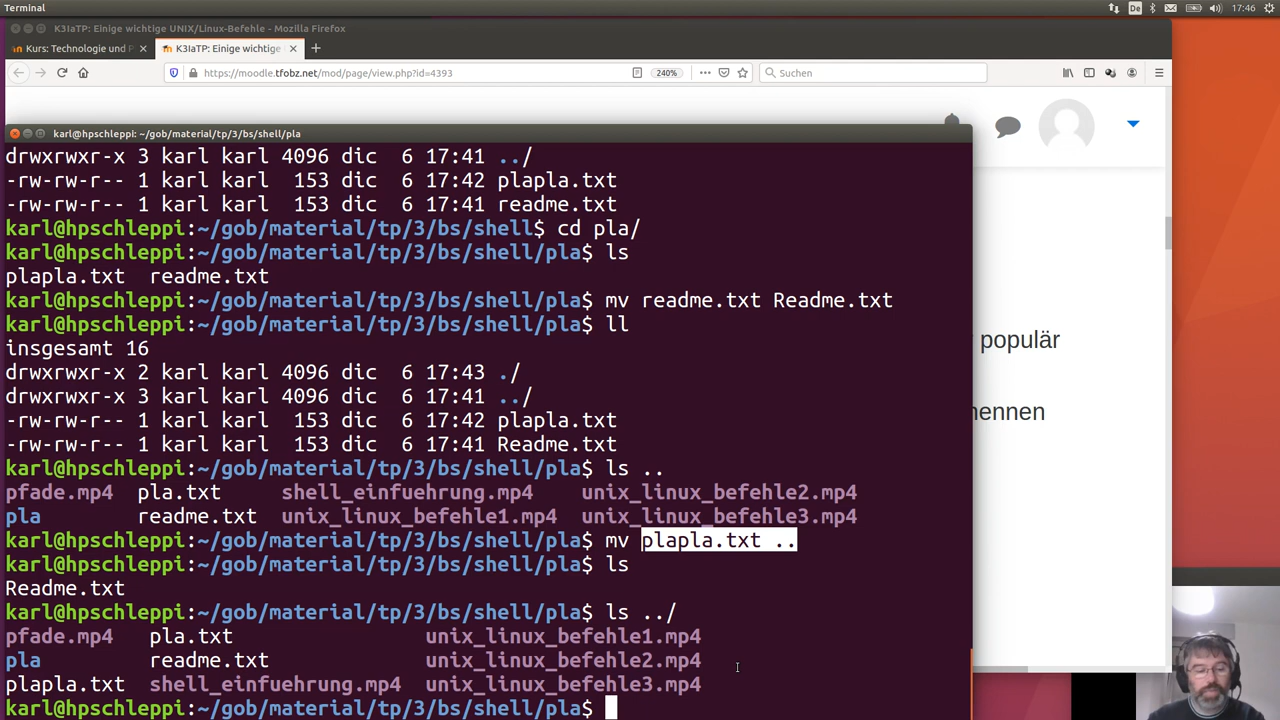 Terminal
De
17:46
K3IaTP: Einige wichtige UNIX/Linux-Befehle - Mozilla Firefox
Kurs: Technologie und P
K3IaTP: Einige wichtige
https://moodle.tfobz.net/mod/page/view.php?id=4393
240%
Suchen
karl@hpschleppi: ~/gob/material/tp/3/bs/shell/pla
drwxrwxr-x 3 karl karl 4096 dic  6 17:41 ../
-rw-rw-r-- 1 karl karl  153 dic  6 17:42 plapla.txt
-rw-rw-r-- 1 karl karl  153 dic  6 17:41 readme.txt
karl@hpschleppi:~/gob/material/tp/3/bs/shell$ cd pla/
karl@hpschleppi:~/gob/material/tp/3/bs/shell/pla$ ls
plapla.txt  readme.txt
karl@hpschleppi:~/gob/material/tp/3/bs/shell/pla$ mv readme.txt Readme.txt
karl@hpschleppi:~/gob/material/tp/3/bs/shell/pla$ ll
insgesamt 16
drwxrwxr-x 2 karl karl 4096 dic  6 17:43 ./
drwxrwxr-x 3 karl karl 4096 dic  6 17:41 ../
-rw-rw-r-- 1 karl karl  153 dic  6 17:42 plapla.txt
-rw-rw-r-- 1 karl karl  153 dic  6 17:41 Readme.txt
karl@hpschleppi:~/gob/material/tp/3/bs/shell/pla$ ls ..
pfade.mp4  pla.txt     shell_einfuehrung.mp4    unix_linux_befehle2.mp4
pla        readme.txt  unix_linux_befehle1.mp4  unix_linux_befehle3.mp4
karl@hpschleppi:~/gob/material/tp/3/bs/shell/pla$ mv plapla.txt ..
karl@hpschleppi:~/gob/material/tp/3/bs/shell/pla$ ls
Readme.txt
karl@hpschleppi:~/gob/material/tp/3/bs/shell/pla$ ls ../
pfade.mp4   pla.txt                unix_linux_befehle1.mp4
pla         readme.txt             unix_linux_befehle2.mp4
plapla.txt  shell_einfuehrung.mp4  unix_linux_befehle3.mp4
karl@hpschleppi:~/gob/material/tp/3/bs/shell/pla$
populär